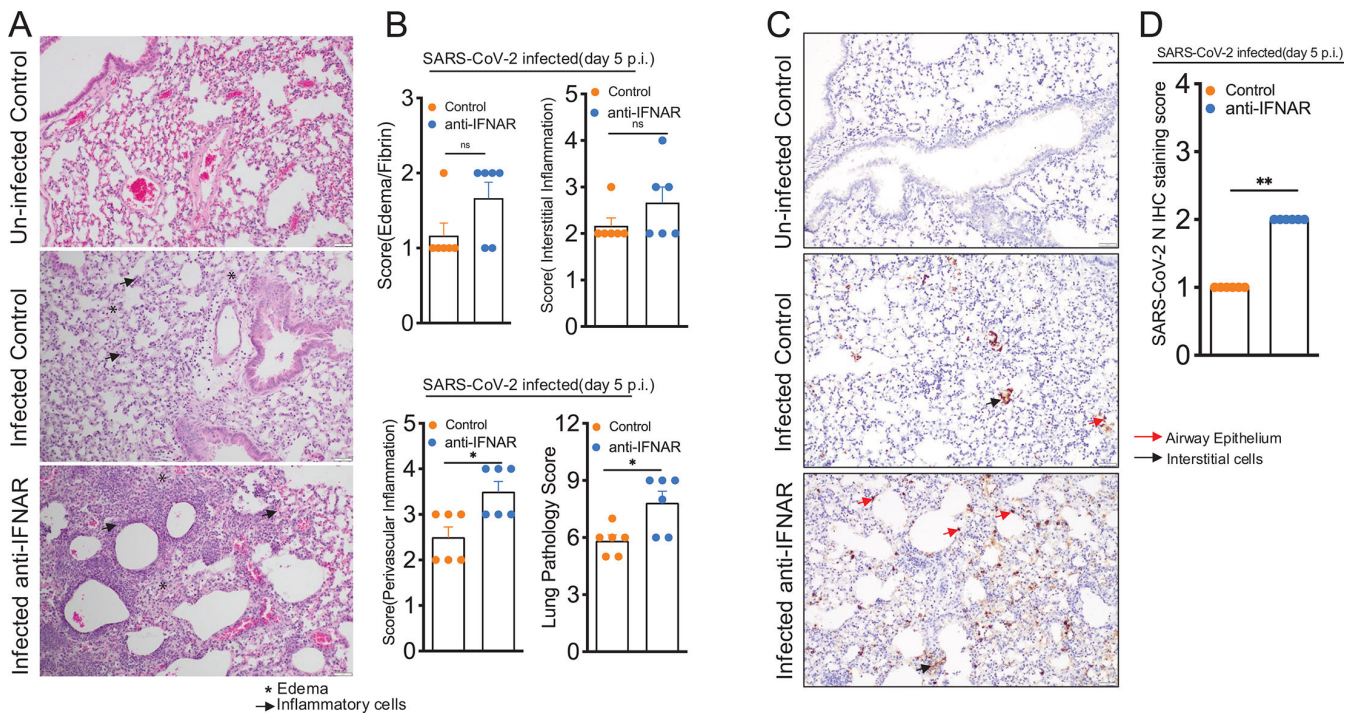 A
Un-infected Control
Infected Control
Infected anti-IFNAR
* Edema
Inflammatory cells
B
SARS-CoV-2 infected(day 5 p.i.)
Score(Edema/Fibrin)
3
2
1
0
Control
anti-IFNAR
ns
Score( Interstitial Inflammation)
5
4
3
2
1
0
Control
anti-IFNAR
ns
SARS-CoV-2 infected(day 5 p.i.)
Score(Perivascular Inflammation)
5
4
3
2
1
0
Control
anti-IFNAR
*
Lung Pathology Score
12
9
6
3
0
Control
anti-IFNAR
*
C
Un-infected Control
Infected Control
Infected anti-IFNAR
Airway Epithelium
Interstitial cells
D
SARS-CoV-2 infected(day 5 p.i.)
SARS-CoV-2 N IHC staining score
4
3
2
1
0
Control
anti-IFNAR
**